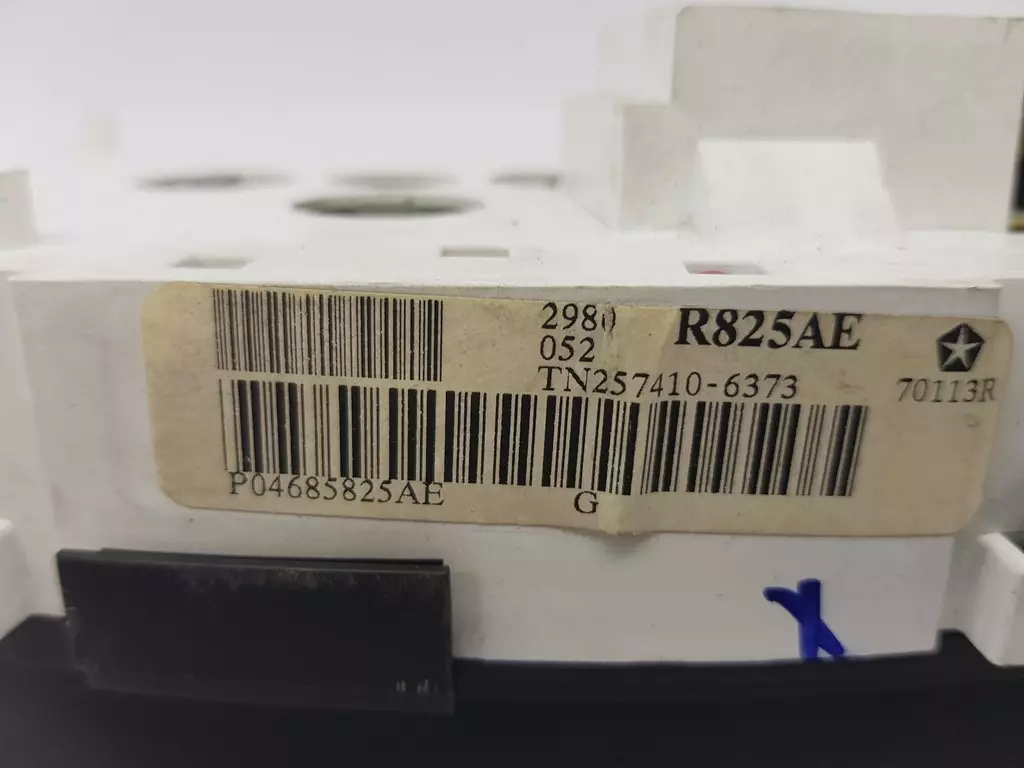 2980 R825AE
052
TN257410-6373
70113R
P04685825AE G